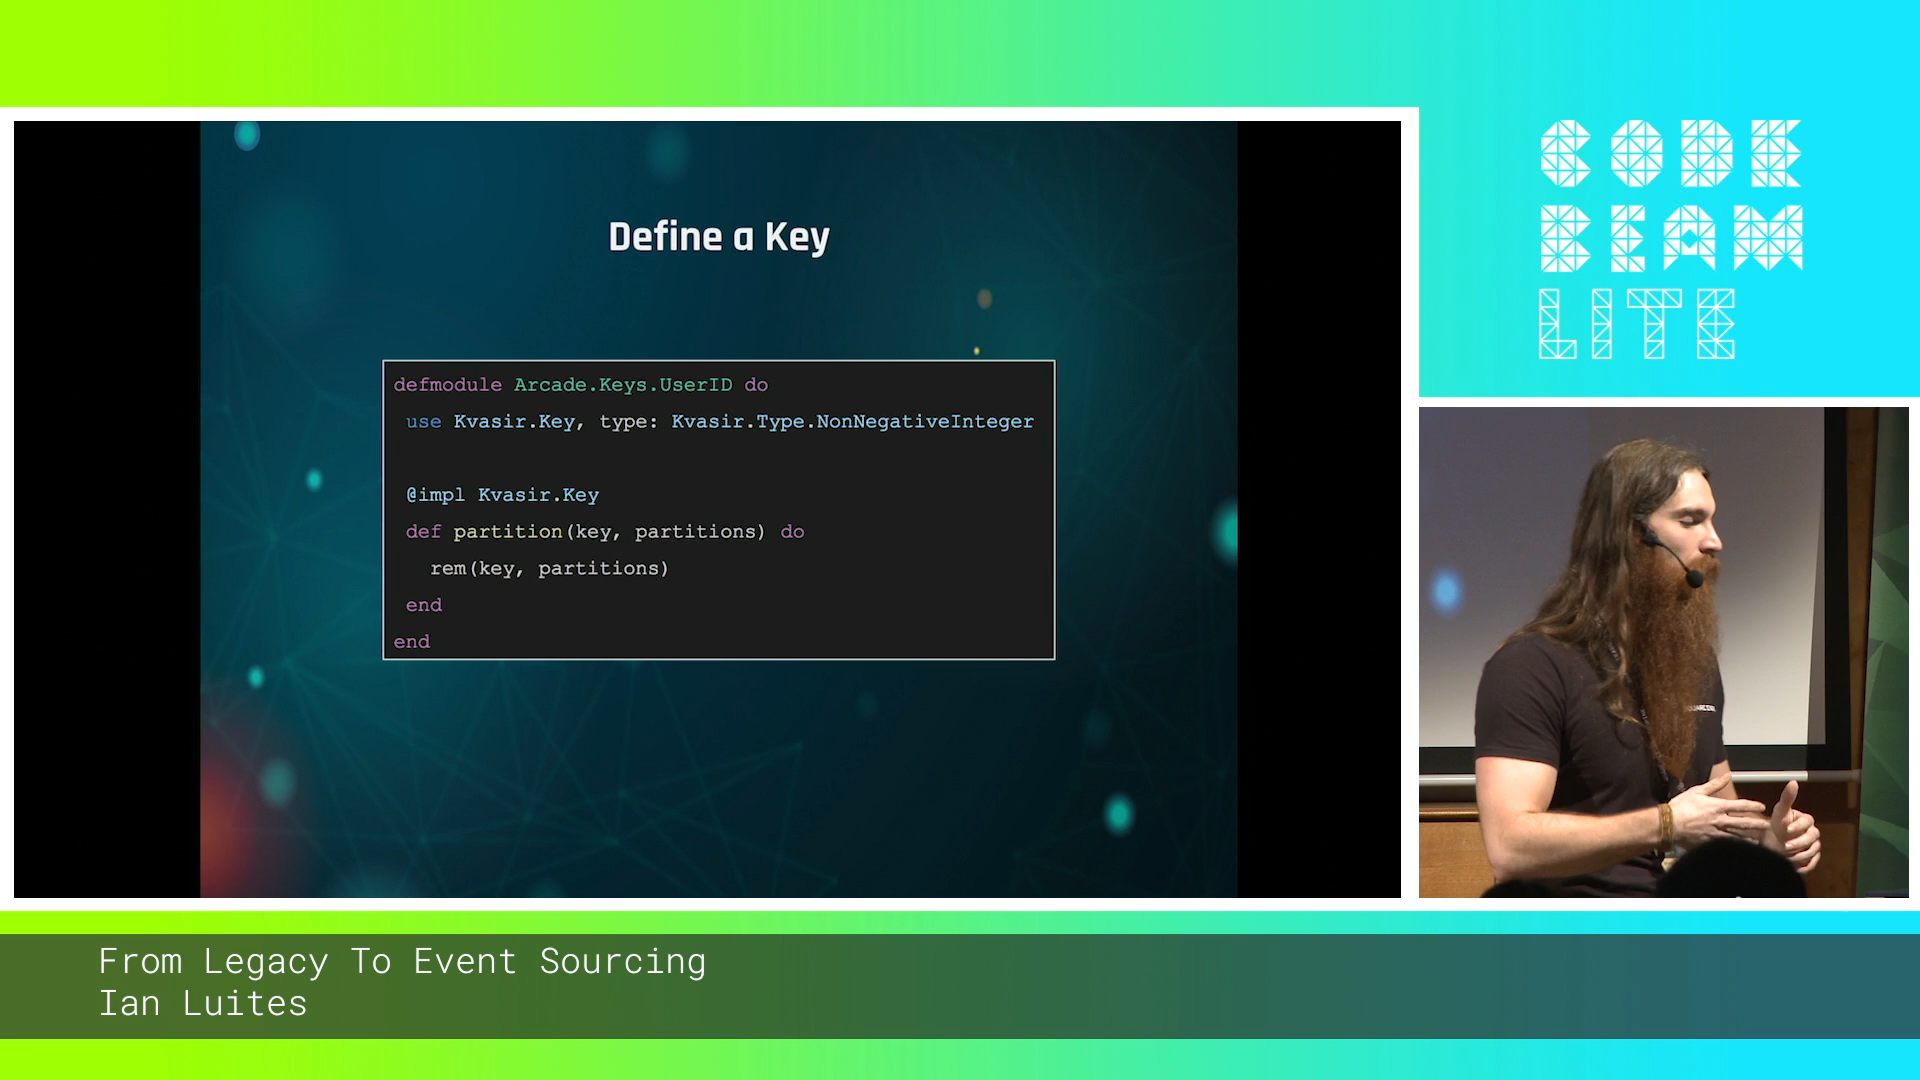 Define a Key
defmodule Arcade.Keys.UserID do
use Kvasir.Key, type: Kvasir.Type.NonNegativeInteger
@impl Kvasir.Key
def partition(key, partitions) do
rem(key, partitions)
end
end
CODE
BEAM
LITE
From Legacy To Event Sourcing
Ian Luites